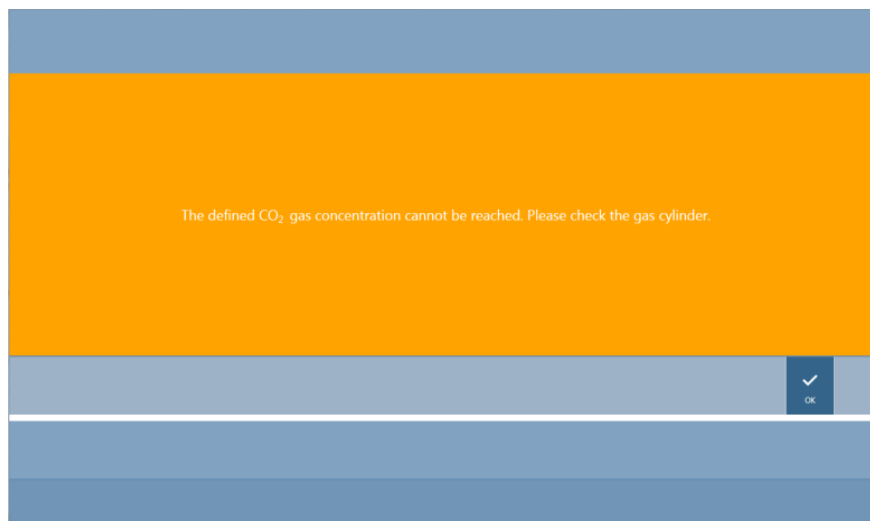 The defined CO₂ gas concentration cannot be reached. Please check the gas cylinder.
OK